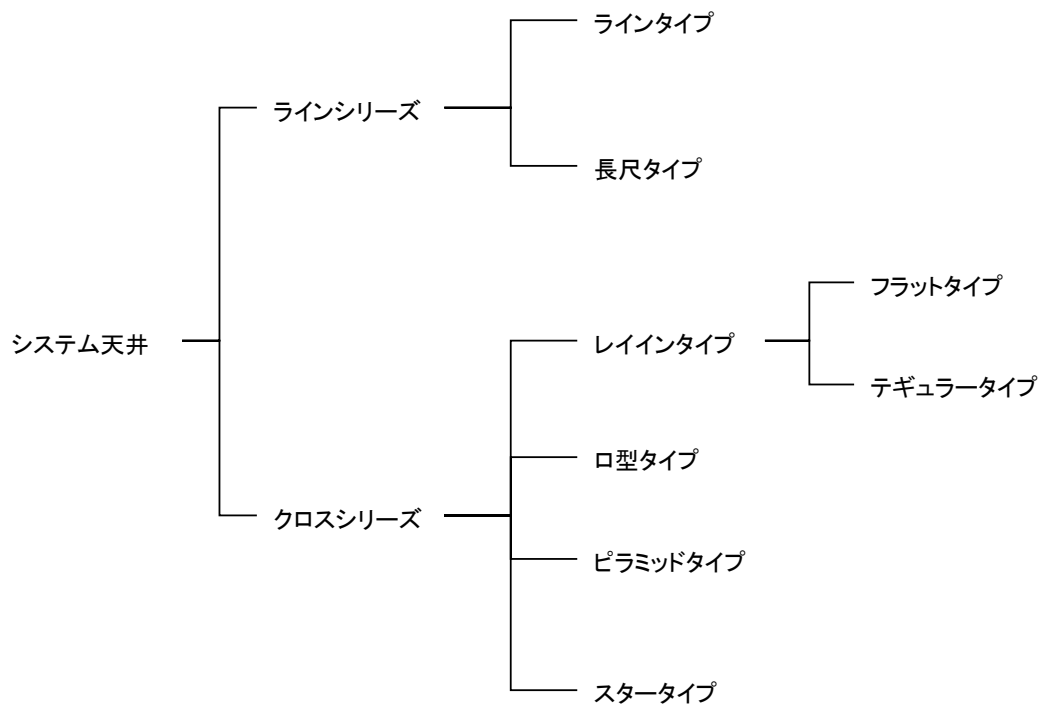 システム天井
ラインシリーズ
ラインタイプ
長尺タイプ
クロスシリーズ
レイインタイプ
フラットタイプ
テギュラータイプ
ロ型タイプ
ピラミッドタイプ
スタータイプ